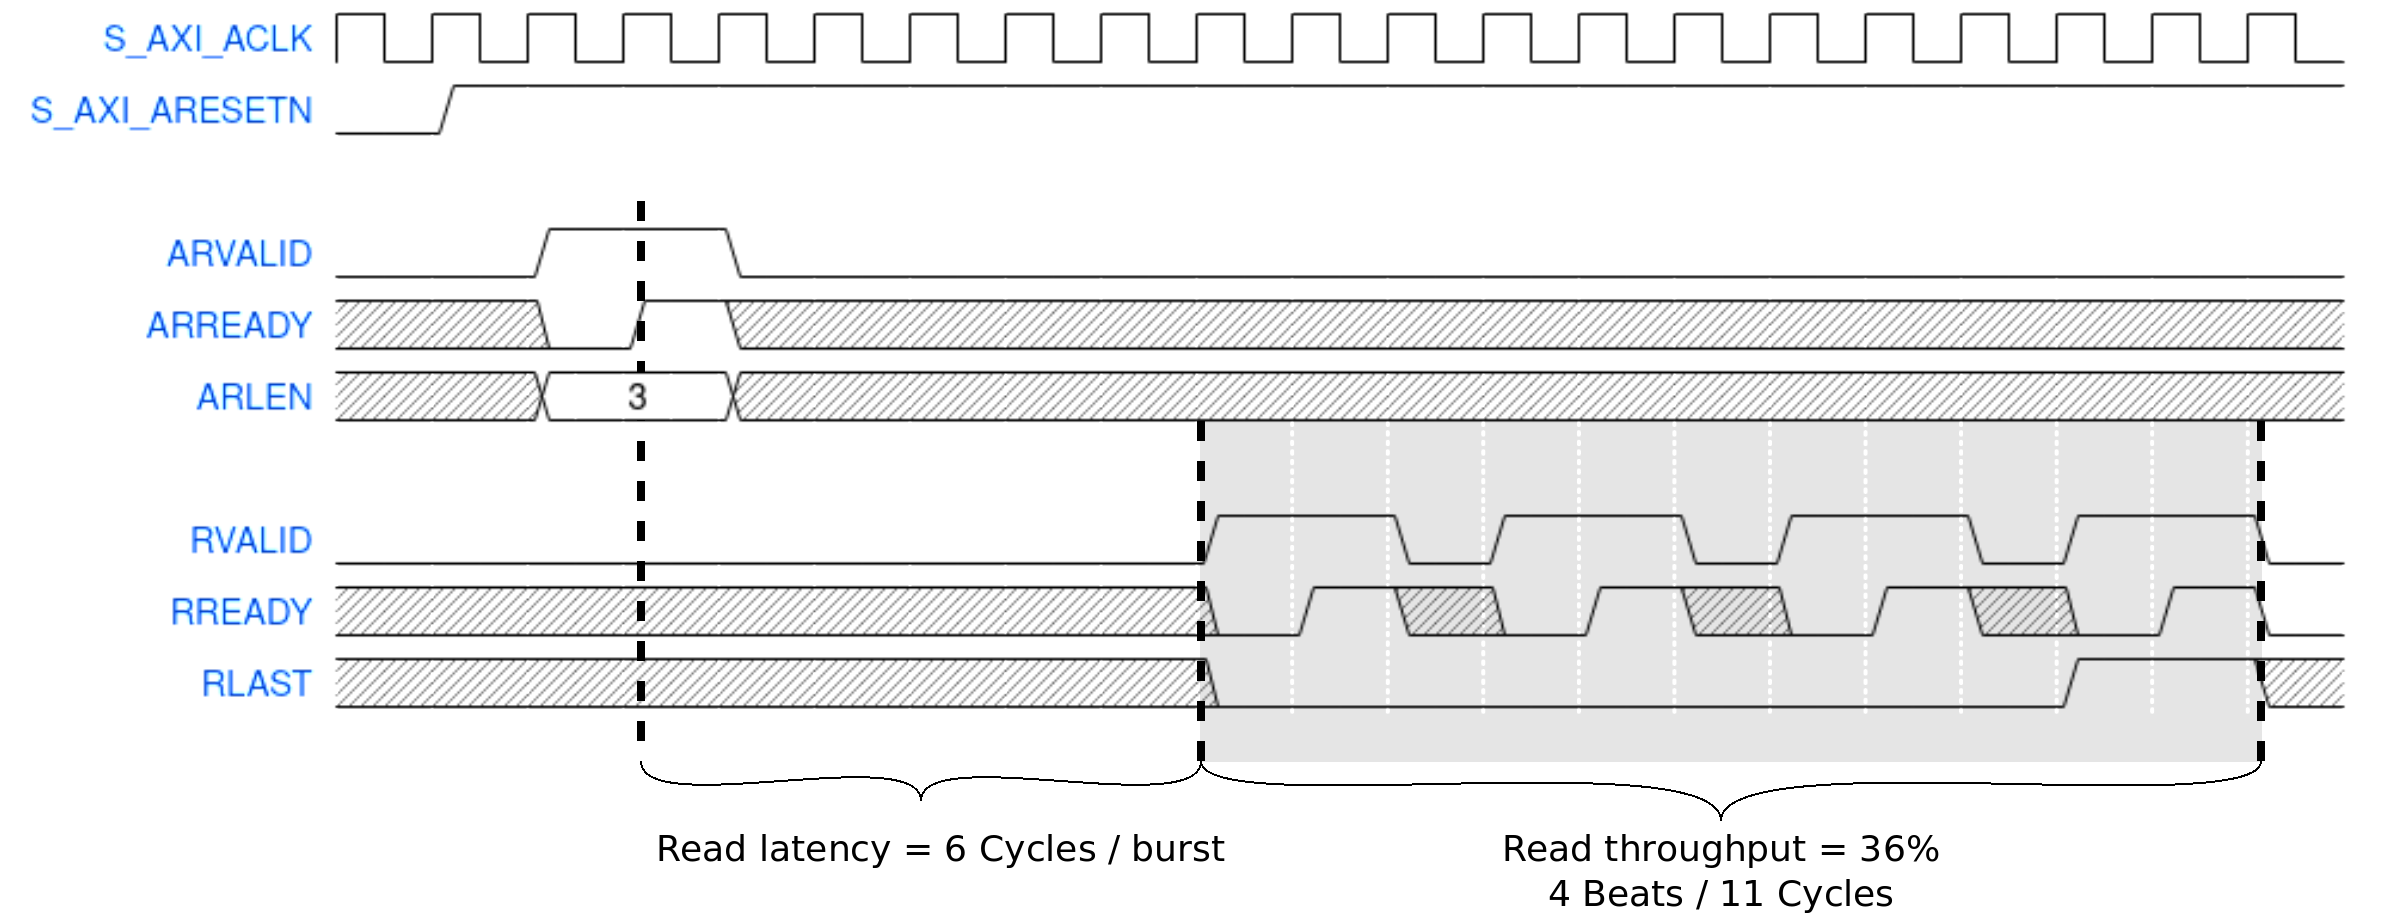 S_AXI_ACLK
S_AXI_ARESETN
ARVALID
ARREADY
ARLEN
3
RVALID
RREADY
RLAST
Read latency = 6 Cycles / burst
Read throughput = 36%
4 Beats / 11 Cycles